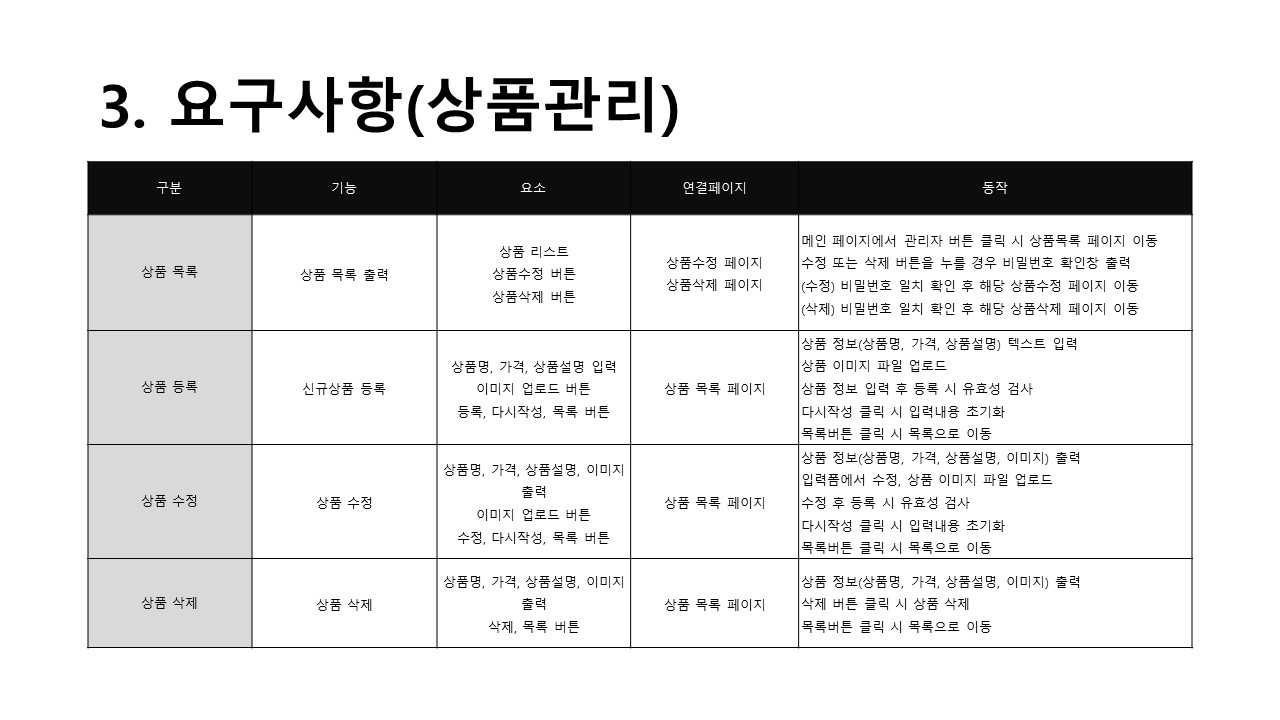 3. 요구사항(상품관리)
구분 기능 요소 연결페이지 동작
상품 목록
상품 목록 출력
상품 리스트
상품수정 버튼
상품삭제 버튼
상품수정 페이지
상품삭제 페이지
메인 페이지에서 관리자 버튼 클릭 시 상품목록 페이지 이동
수정 또는 삭제 버튼을 누를 경우 비밀번호 확인창 출력
(수정) 비밀번호 일치 확인 후 해당 상품수정 페이지 이동
(삭제) 비밀번호 일치 확인 후 해당 상품삭제 페이지 이동
상품 등록
신규상품 등록
상품명, 가격, 상품설명 입력
이미지 업로드 버튼
등록, 다시작성, 목록 버튼
상품 목록 페이지
상품 정보(상품명, 가격, 상품설명) 텍스트 입력
상품 이미지 파일 업로드
상품 정보 입력 후 등록 시 유효성 검사
다시작성 클릭 시 입력내용 초기화
목록버튼 클릭 시 목록으로 이동
상품 수정
상품 수정
상품명, 가격, 상품설명, 이미지
출력
이미지 업로드 버튼
수정, 다시작성, 목록 버튼
상품 목록 페이지
상품 정보(상품명, 가격, 상품설명, 이미지) 출력
입력폼에서 수정, 상품 이미지 파일 업로드
수정 후 등록 시 유효성 검사
다시작성 클릭 시 입력내용 초기화
목록버튼 클릭 시 목록으로 이동
상품 삭제
상품 삭제
상품명, 가격, 상품설명, 이미지
출력
삭제, 목록 버튼
상품 목록 페이지
상품 정보(상품명, 가격, 상품설명, 이미지) 출력
삭제 버튼 클릭 시 상품 삭제
목록버튼 클릭 시 목록으로 이동